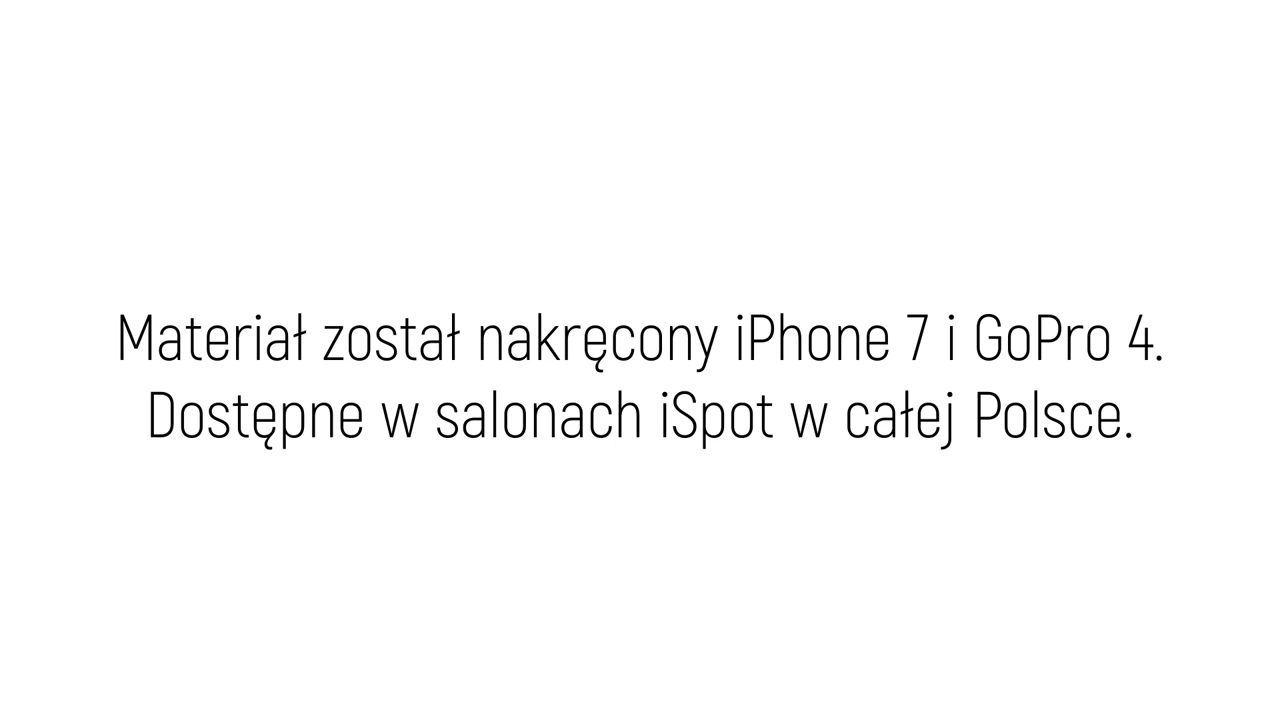 Materiał został nakręcony iPhone 7 i GoPro 4.
Dostępne w salonach iSpot w całej Polsce.